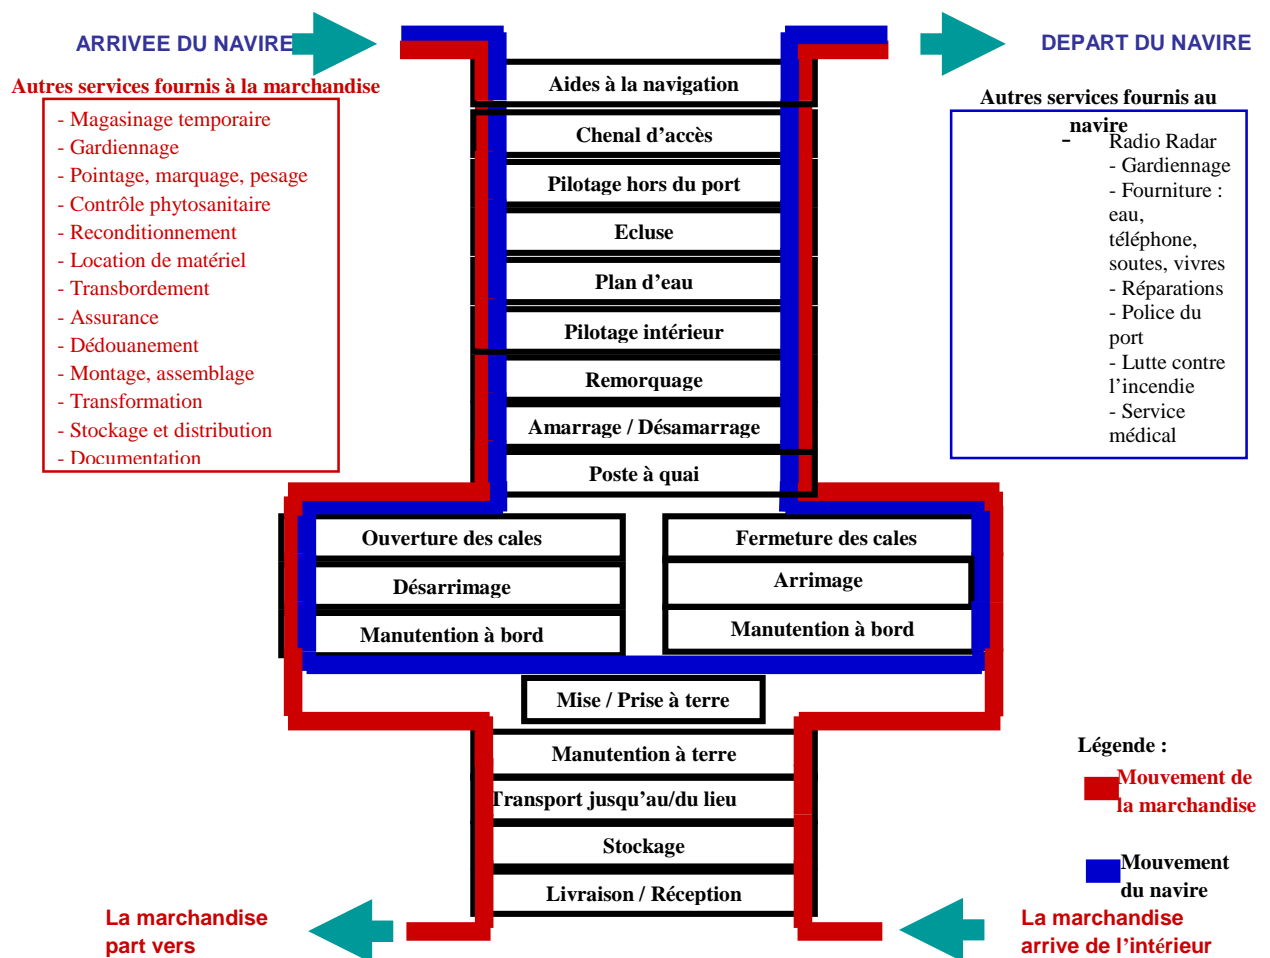 ARRIVEE DU NAVIRE
DEPART DU NAVIRE
Autres services fournis à la marchandise
- Magasinage temporaire
- Gardiennage
- Pointage, marquage, pesage
- Contrôle phytosanitaire
- Reconditionnement
- Location de matériel
- Transbordement
- Assurance
- Dédouanement
- Montage, assemblage
- Transformation
- Stockage et distribution
- Documentation
Aides à la navigation
Chenal d’accès
Pilotage hors du port
Ecluse
Plan d’eau
Pilotage intérieur
Remorquage
Amarrage / Désamarrage
Poste à quai
Autres services fournis au
navire
- Radio Radar
- Gardiennage
- Fourniture :
eau,
téléphone,
soutes, vivres
- Réparations
- Police du
port
- Lutte contre
l’incendie
- Service
médical
Ouverture des cales
Désarrimage
Manutention à bord
Fermeture des cales
Arrimage
Manutention à bord
Mise / Prise à terre
Manutention à terre
Transport jusqu’au/du lieu
Stockage
Livraison / Réception
Légende :
Mouvement de
la marchandise
Mouvement
du navire
La marchandise
part vers
La marchandise
arrive de l’intérieur